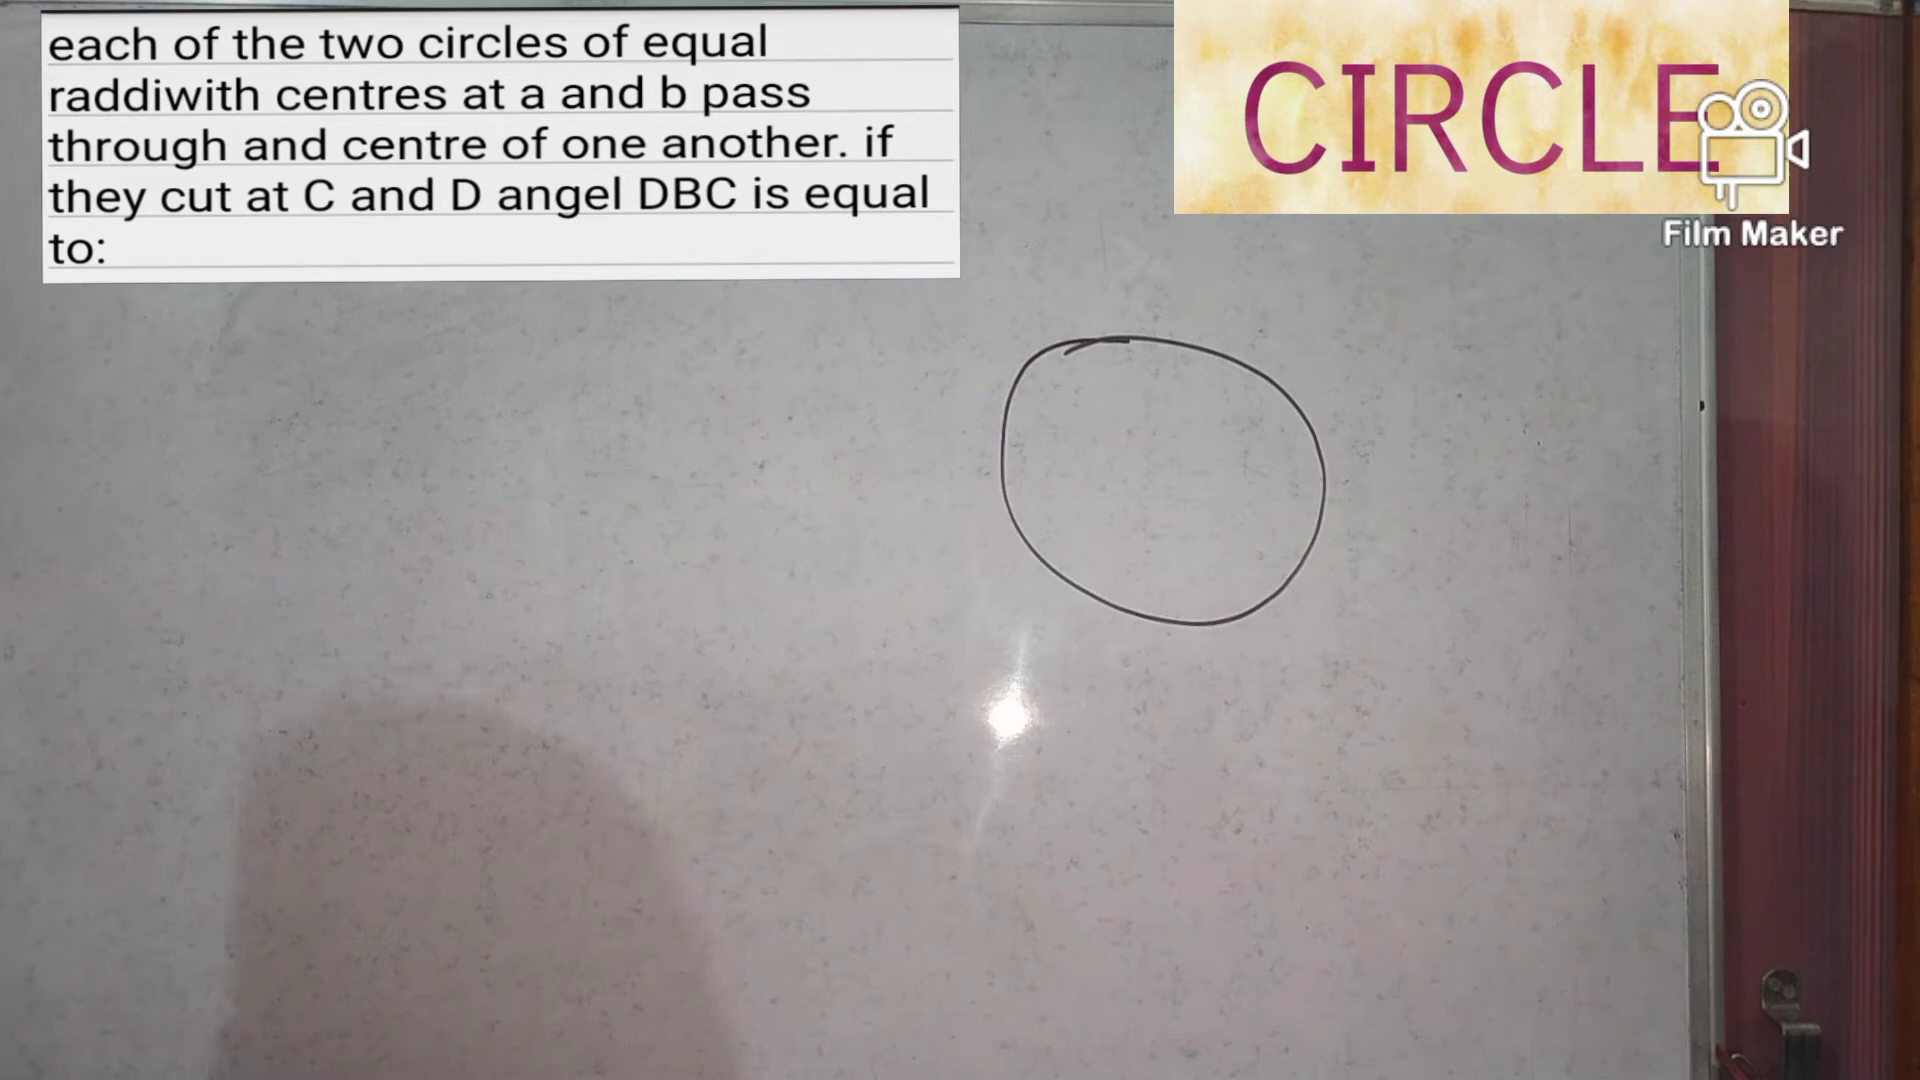 each of the two circles of equal
raddiwith centres at a and b pass
through and centre of one another. if
they cut at C and D angel DBC is equal
to:
CIRCLE
Film Maker